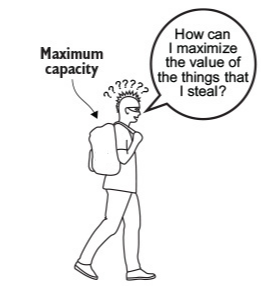 How can
I maximize
the value of
the things that
I steal?
Maximum
capacity
??????